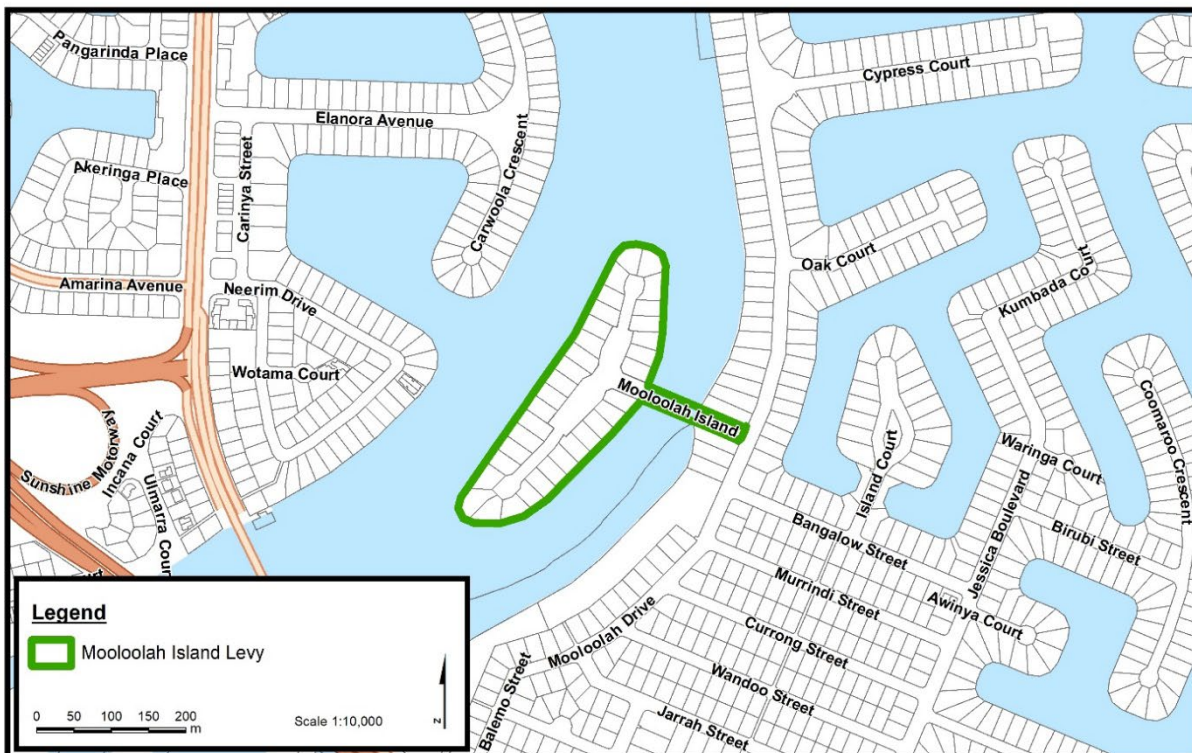 Pangarinda Place
Cypress Court
Elanora Avenue
Carwoola Crescent
Akeringa Place
Carinya Street
Oak Court
Kumbada Court
Amarina Avenue
Neerim Drive
Wotama Court
Mooloolah Island
Coomaroo Crescent
Sunshine Motorway
Incana Court
Ulmarra Cour
Island Court
Waringa Court
Bangalow Street
Jessica Boulevard
Birubi Street
Murrindi Street
Awinya Court
Currong Street
Mooloolah Drive
Wandoo Street
Balemo Street
Jarrah Street
Legend
Mooloolah Island Levy
0 50 100 150 200
m
Scale 1:10,000
z